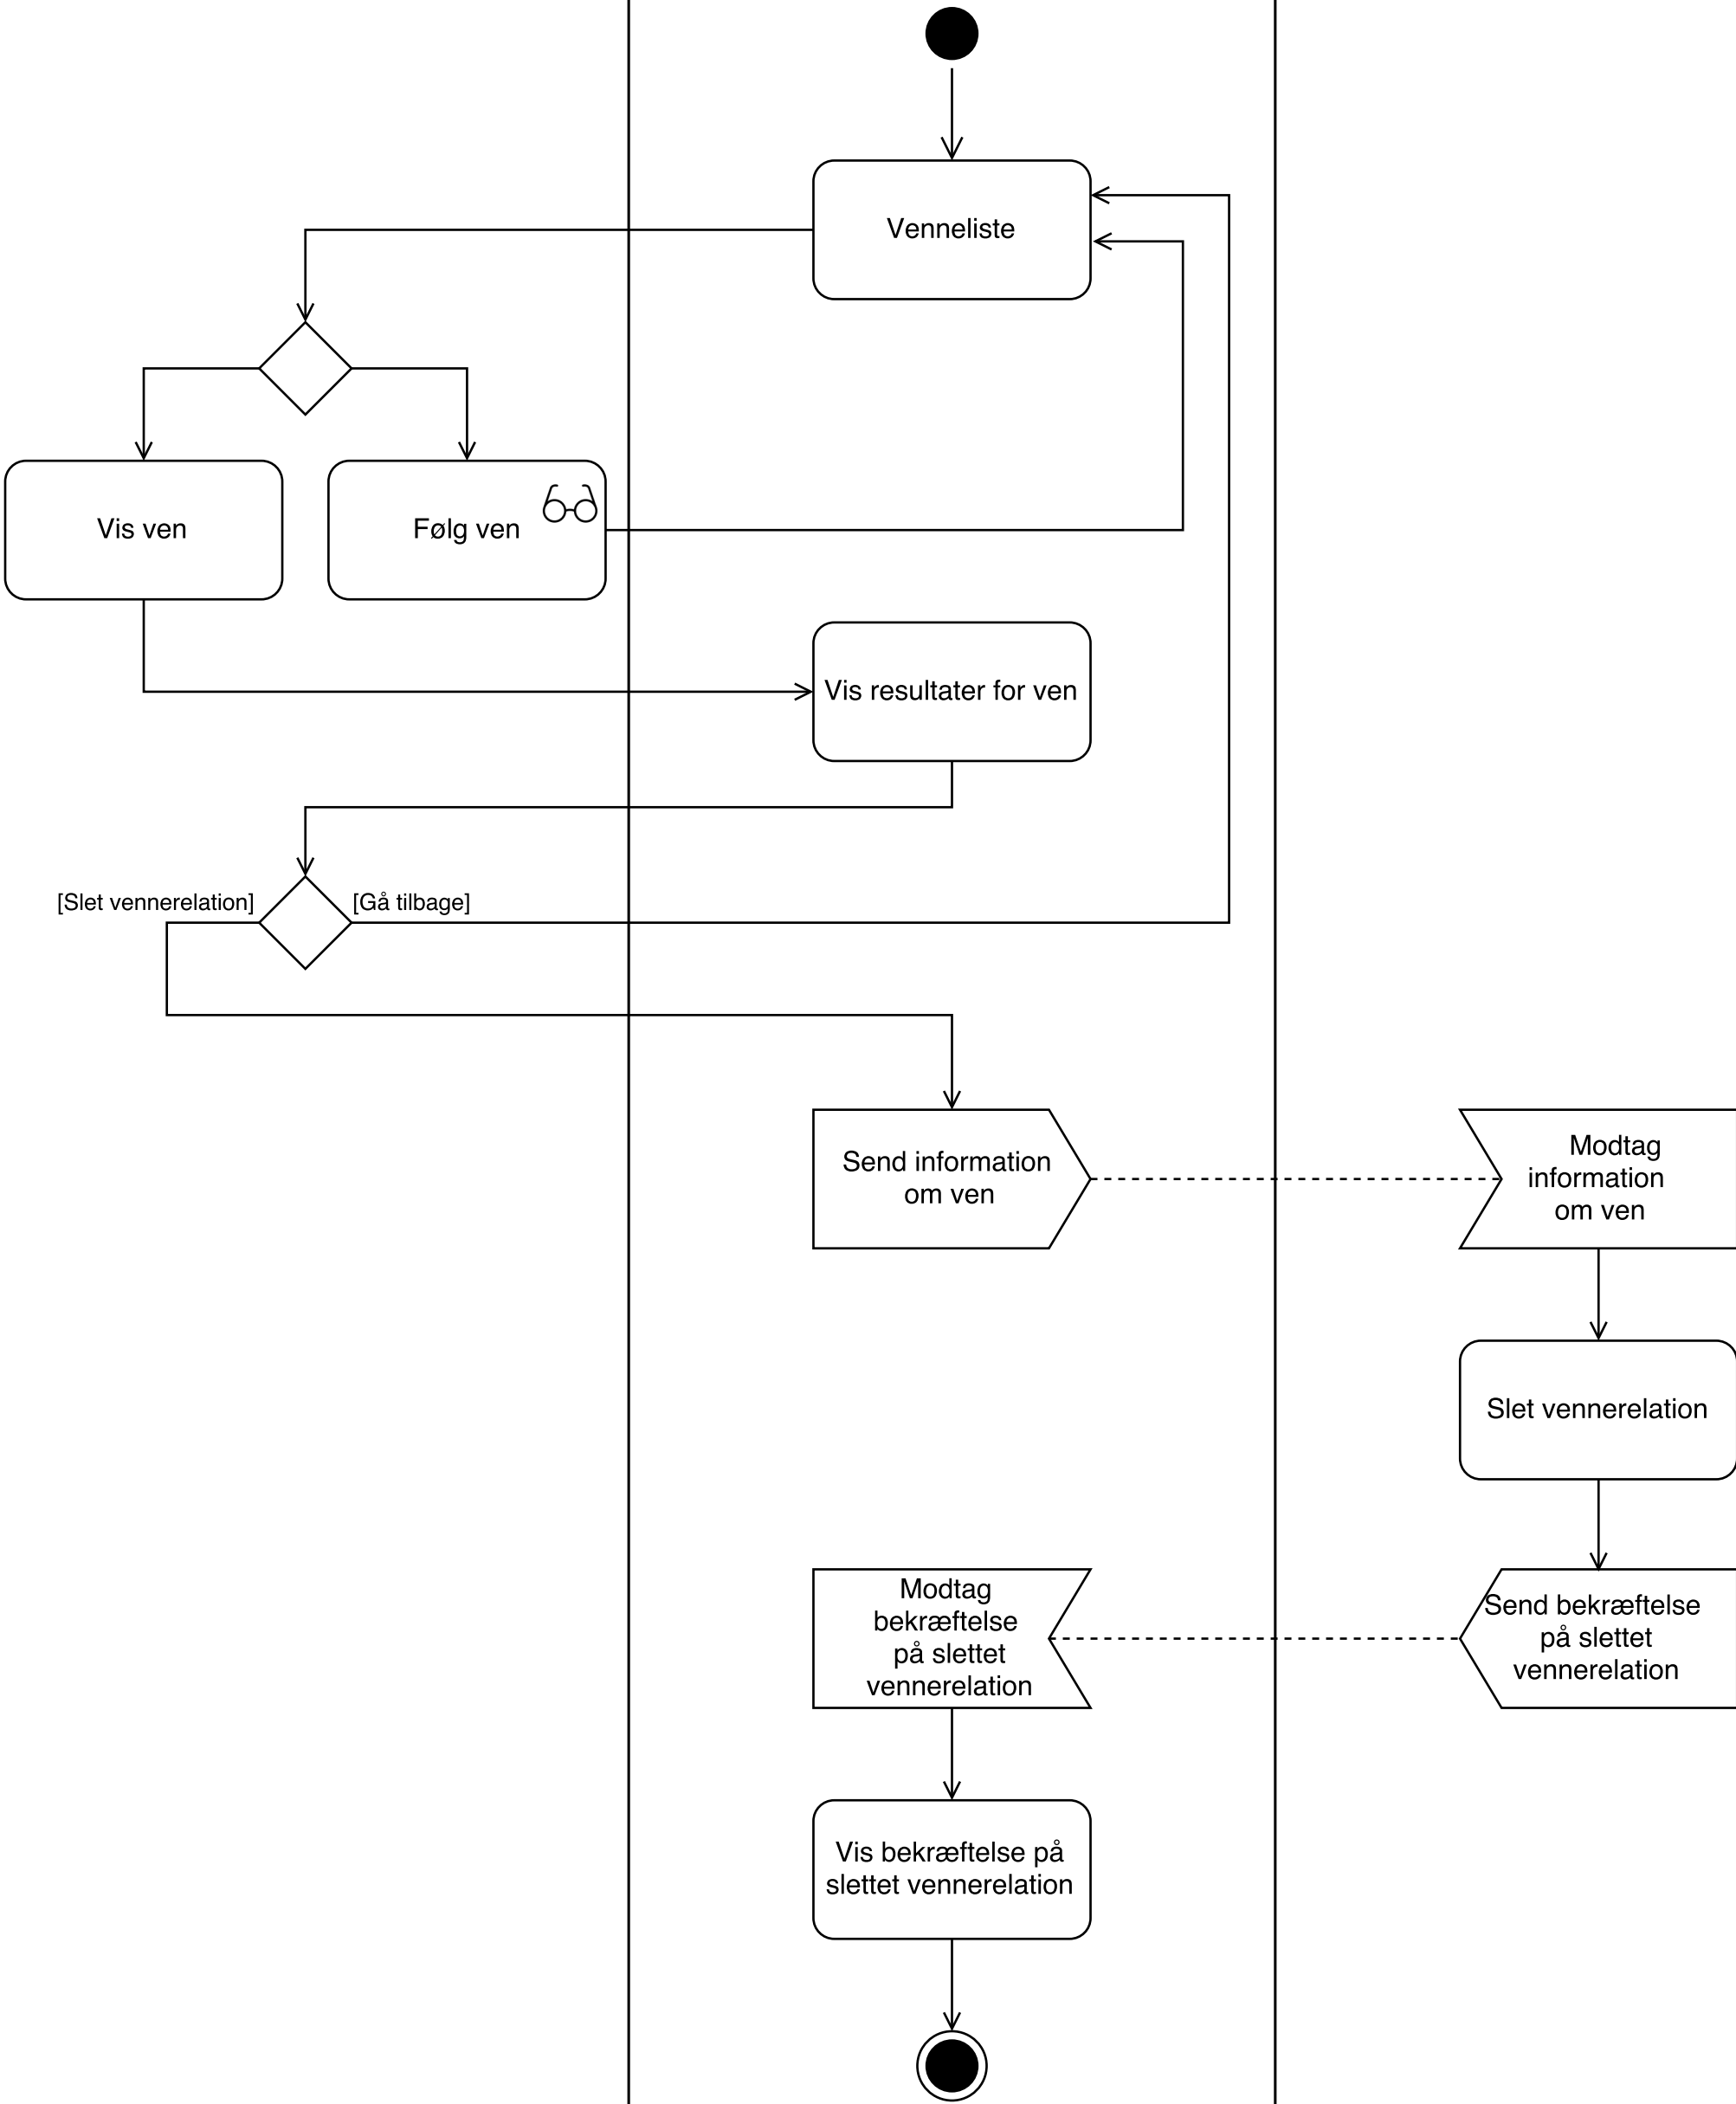 Venneliste
Vis ven
Følg ven
Vis resultater for ven
[Slet vennerelation]
[Gå tilbage]
Send information
om ven
Modtag
information
om ven
Slet vennerelation
Send bekræftelse
på slettet
vennerelation
Modtag
bekræftelse
på slettet
vennerelation
Vis bekræftelse på
slettet vennerelation